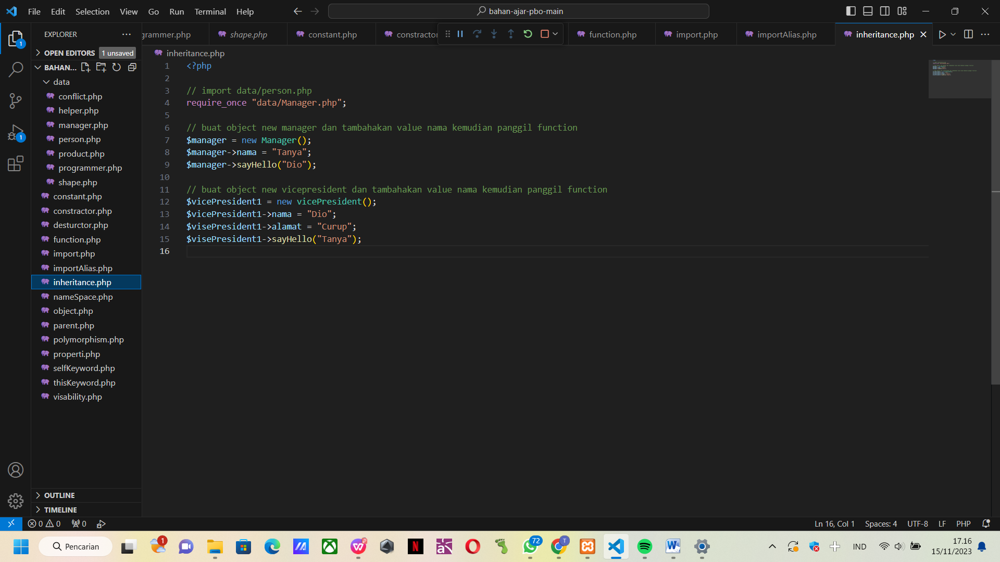 File Edit Selection View Go Run Terminal Help
bahan-ajar-pbo-main
EXPLORER
grammer.php shape.php constant.php constractor function.php import.php importAlias.php inheritance.php
OPEN EDITORS 1 unsaved
BAHAN...
data
conflict.php
helper.php
manager.php
person.php
product.php
programmer.php
shape.php
constant.php
constractor.php
desturctor.php
function.php
import.php
importAlias.php
inheritance.php
nameSpace.php
object.php
parent.php
polymorphism.php
properti.php
selfKeyword.php
thisKeyword.php
visability.php
OUTLINE
TIMELINE
inheritance.php
1 <?php
2
3 // import data/person.php
4 require_once "data/Manager.php";
5
6 // buat object new manager dan tambahakan value nama kemudian panggil function
7 $manager = new Manager();
8 $manager->nama = "Tanya";
9 $manager->sayHello("Dio");
10
11 // buat object new vicepresident dan tambahakan value nama kemudian panggil function
12 $vicePresident1 = new vicePresident();
13 $vicePresident1->nama = "Dio";
14 $visePresident1->alamat = "Curup";
15 $visePresident1->sayHello("Tanya");
16
1
1
0 0 0
Ln 16, Col 1 Spaces: 4 UTF-8 LF PHP
Pencarian
1
72
T
IND
17.16
15/11/2023